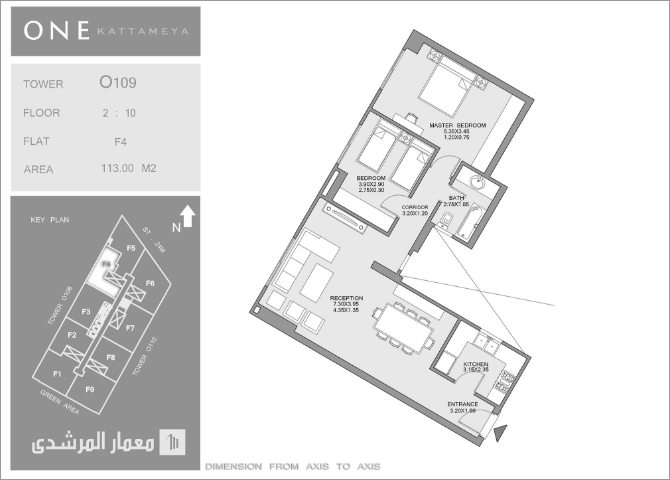 ONE KATTAMEYA
TOWER O109
FLOOR 2 : 10
FLAT F4
AREA 113.00 M2
KEY PLAN
N
ST. 24M
F5
F6
F3
F7
F2
F8
F1
F9
TOWER O108
TOWER O110
GREEN AREA
معمار المرشدى
MASTER BEDROOM
5.35X3.45
1.20X0.75
BEDROOM
3.90X2.90
2.75X0.30
BATH
2.75X1.85
CORRIDOR
3.20X1.20
RECEPTION
7.30X3.95
4.35X1.35
KITCHEN
3.15X2.35
ENTRANCE
3.20X1.00
DIMENSION FROM AXIS TO AXIS